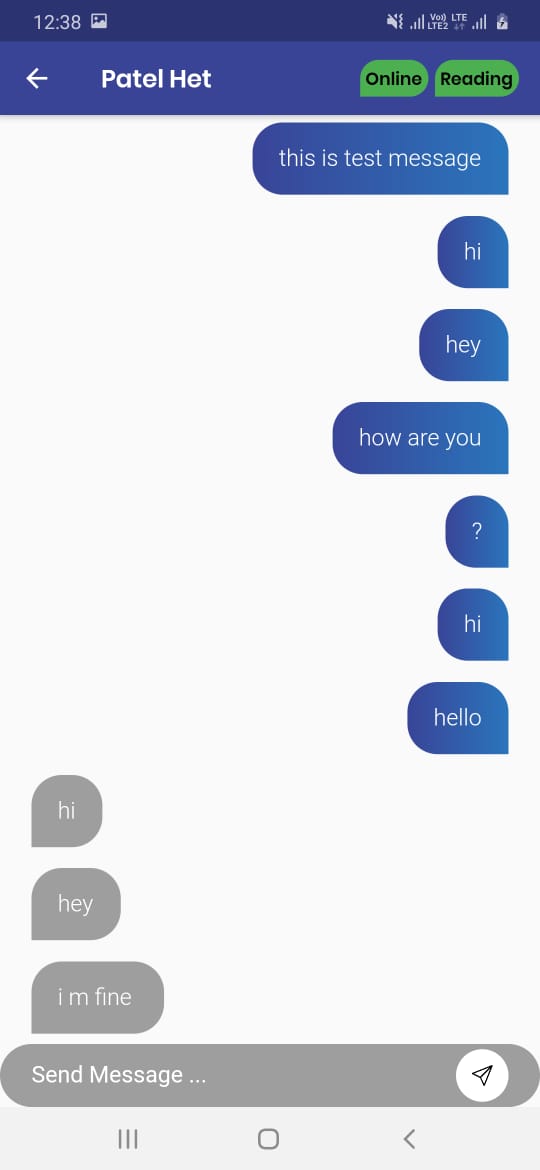 12:38
Vo) LTE
LTE2
Patel Het
Online
Reading
this is test message
hi
hey
how are you
?
hi
hello
hi
hey
i m fine
Send Message ...